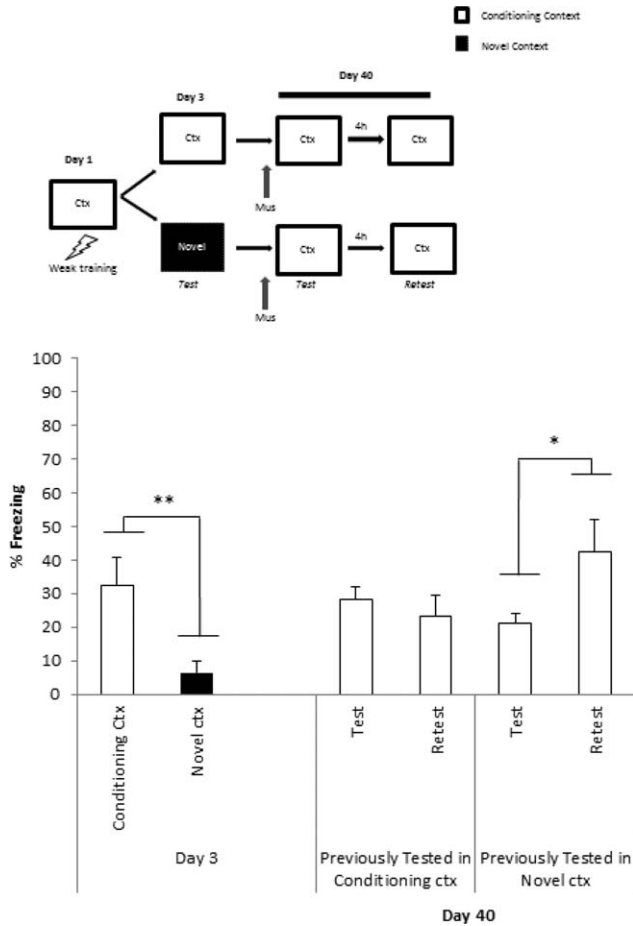 Conditioning Context
Novel Context
Day 40
Day 3
Day 1
Ctx
Ctx
4h
Ctx
Ctx
Mus
Weak training
Novel
Ctx
4h
Ctx
Test
Test
Retest
Mus
100
90
80
70
60
50
40
30
20
10
0
% Freezing
**
*
Conditioning Ctx
Novel ctx
Test
Retest
Test
Retest
Day 3
Previously Tested in
Conditioning ctx
Previously Tested in
Novel ctx
Day 40